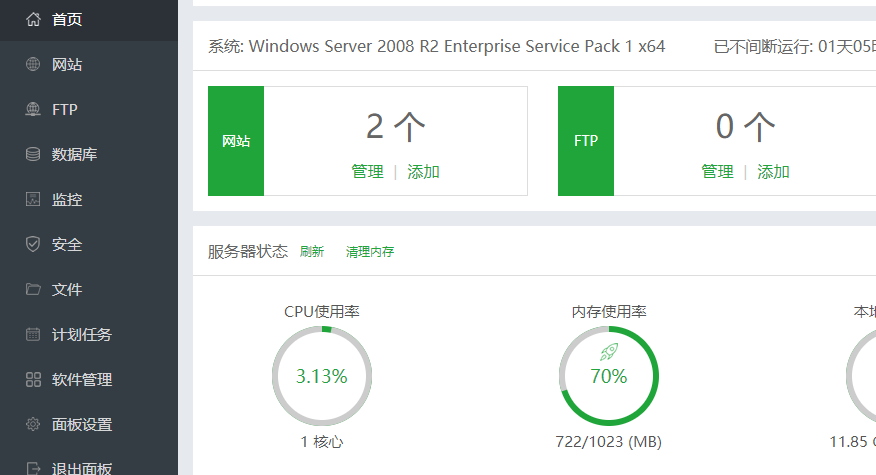 首页
网站
FTP
数据库
监控
安全
文件
计划任务
软件管理
面板设置
退出面板
系统: Windows Server 2008 R2 Enterprise Service Pack 1 x64
已不间断运行: 01天05时
网站
2 个
管理 | 添加
FTP
0 个
管理 | 添加
服务器状态 刷新 清理内存
CPU使用率
3.13%
1 核心
内存使用率
70%
722/1023 (MB)
本地
11.85